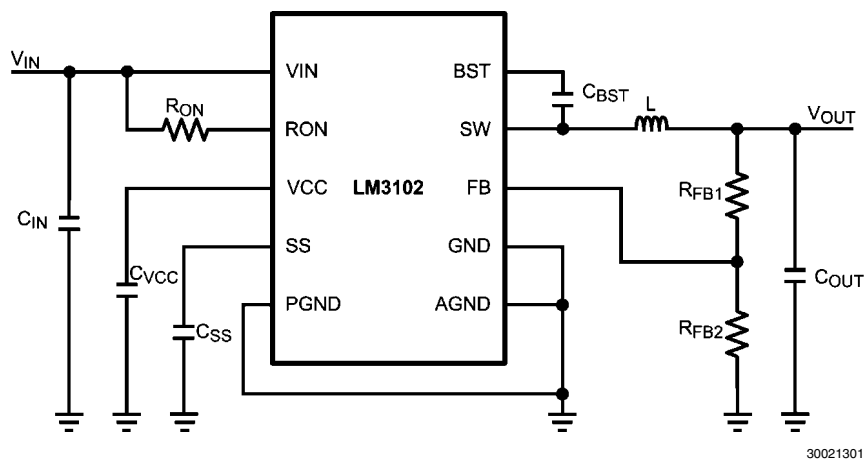 VIN
VIN
BST
CBST
RON
L
RON
SW
VOUT
VCC
LM3102
FB
RFB1
CIN
SS
GND
CVCC
COUT
PGND
AGND
CSS
RFB2
30021301